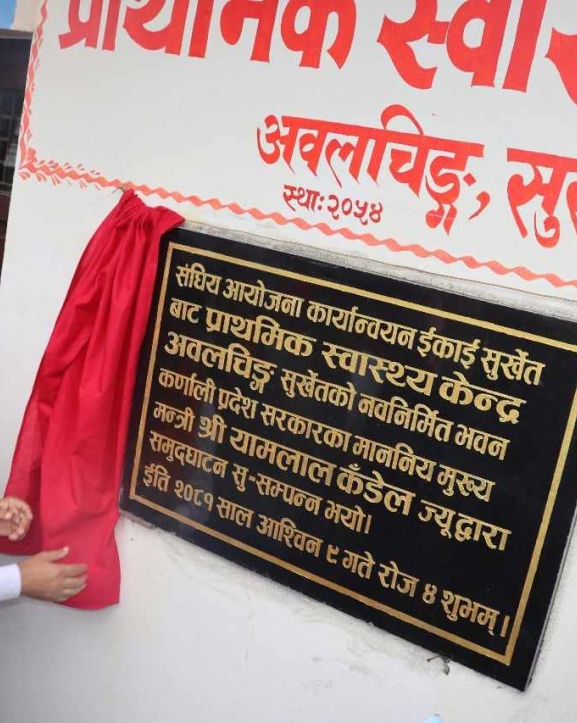 प्राथमिक स्वास
अवलाचिङ्ग, सुर
स्था: २०५४
संघिय आयोजना कार्यान्वयन ईकाई सुर्खेत
बाट प्राथमिक स्वास्थ्य केन्द्र
अवलचिङ्ग सुर्खेतको नवनिर्मित भवन
कर्णाली प्रदेश सरकारका माननिय मुख्य
मन्त्री श्री यामलाल कँडेल ज्यूद्वारा
समुद्घाटन सु-सम्पन्न भयो।
ईति २०८१ साल आश्विन ९ गते रोज ४ शुभम्।